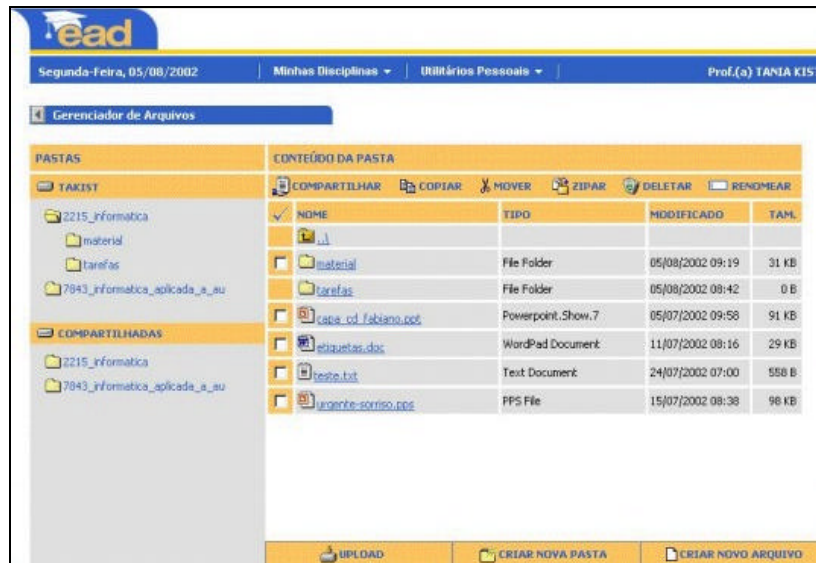 ead
Segunda-Feira, 05/08/2002 Minhas Disciplinas Utilitários Pessoais Prof.(a) TANIA KIST
Gerenciador de Arquivos
PASTAS CONTEÚDO DA PASTA
TAKIST COMPARTILHAR COPIAR MOVER ZIPAR DELETAR RENOMEAR
2215_informatica NOME TIPO MODIFICADO TAM.
material ..\
tarefas material File Folder 05/08/2002 09:19 31 KB
7843_informatica_aplicada_a_au tarefas File Folder 05/08/2002 08:42 0 B
capa_cd_fabiano.ppt Powerpoint.Show.7 05/07/2002 09:58 91 KB
COMPARTILHADAS etiquetas.doc WordPad Document 11/07/2002 08:16 29 KB
2215_informatica teste.txt Text Document 24/07/2002 07:00 558 B
7843_informatica_aplicada_a_au urgente-sorriso.pps PPS File 15/07/2002 08:38 98 KB
UPLOAD CRIAR NOVA PASTA CRIAR NOVO ARQUIVO